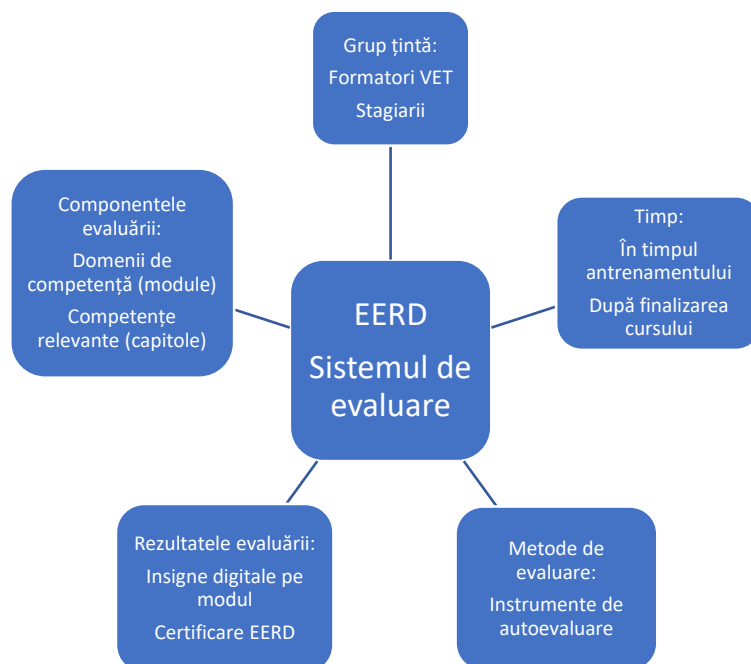 Grup țintă:
Formatori VET
Stagiarii
Componentele
evaluării:
Domenii de
competență (module)
Competențe
relevante (capitole)
Timp:
În timpul
antrenamentului
După finalizarea
cursului
EERD
Sistemul de
evaluare
Rezultatele evaluării:
Insigne digitale pe
modul
Certificare EERD
Metode de
evaluare:
Instrumente de
autoevaluare